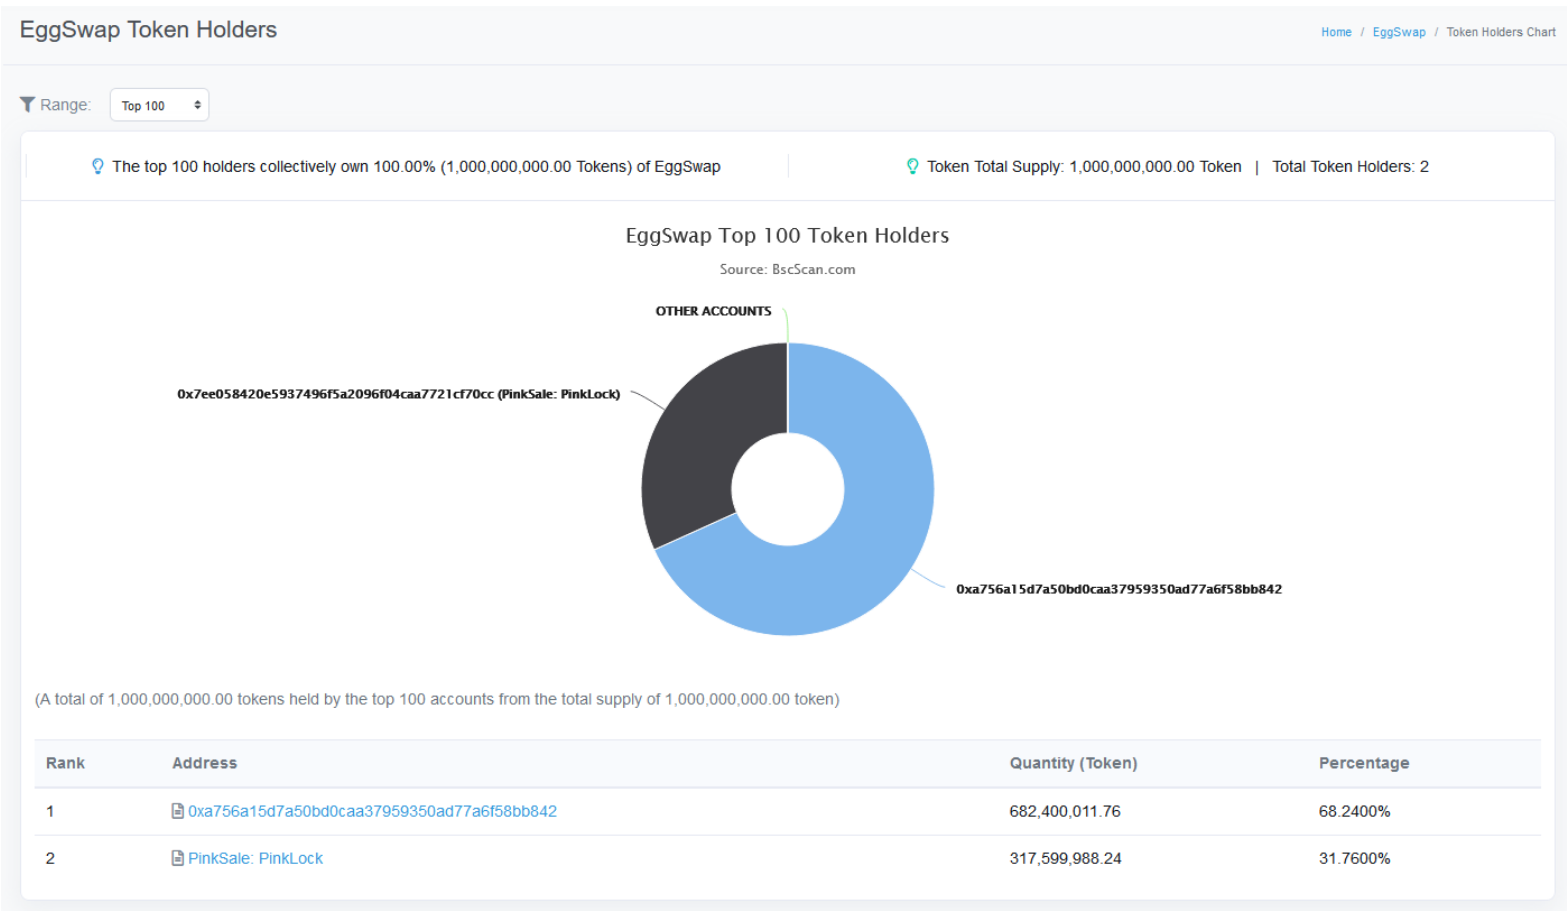 EggSwap Token Holders
Home / EggSwap / Token Holders Chart
Range: Top 100
The top 100 holders collectively own 100.00% (1,000,000,000.00 Tokens) of EggSwap
Token Total Supply: 1,000,000,000.00 Token | Total Token Holders: 2
EggSwap Top 100 Token Holders
Source: BscScan.com
OTHER ACCOUNTS
0x7ee058420e5937496f5a2096f04caa7721cf70cc (PinkSale: PinkLock)
0xa756a15d7a50bd0caa37959350ad77a6f58bb842
(A total of 1,000,000,000.00 tokens held by the top 100 accounts from the total supply of 1,000,000,000.00 token)
Rank Address Quantity (Token) Percentage
1 0xa756a15d7a50bd0caa37959350ad77a6f58bb842 682,400,011.76 68.2400%
2 PinkSale: PinkLock 317,599,988.24 31.7600%